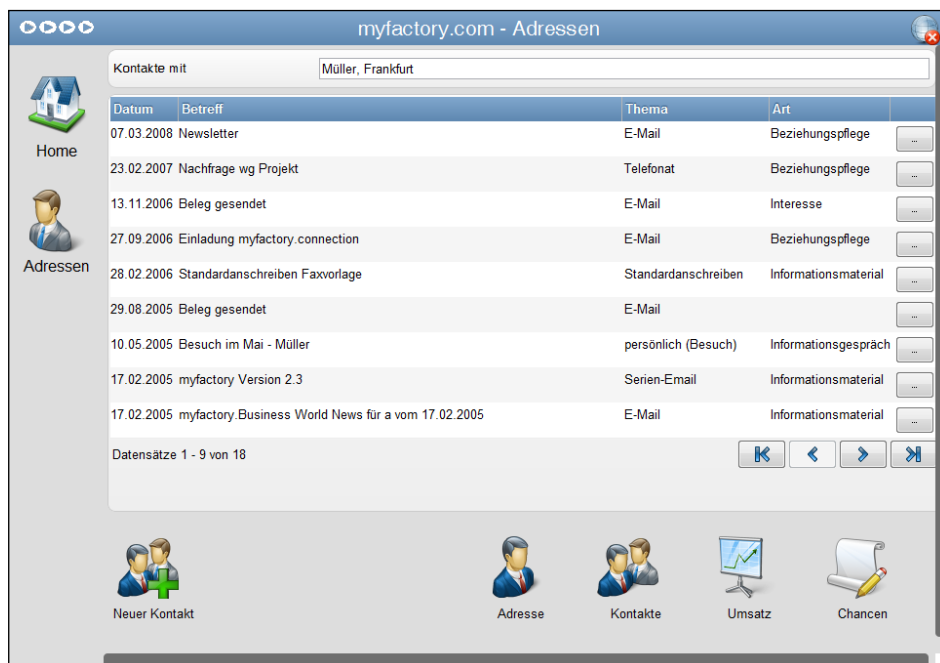 myfactory.com - Adressen
Home
Adressen
Kontakte mit Müller, Frankfurt
Datum Betreff Thema Art
07.03.2008 Newsletter E-Mail Beziehungspflege ...
23.02.2007 Nachfrage wg Projekt Telefonat Beziehungspflege ...
13.11.2006 Beleg gesendet E-Mail Interesse ...
27.09.2006 Einladung myfactory.connection E-Mail Beziehungspflege ...
28.02.2006 Standardanschreiben Faxvorlage Standardanschreiben Informationsmaterial ...
29.08.2005 Beleg gesendet E-Mail ...
10.05.2005 Besuch im Mai - Müller persönlich (Besuch) Informationsgespräch ...
17.02.2005 myfactory Version 2.3 Serien-Email Informationsmaterial ...
17.02.2005 myfactory.Business World News für a vom 17.02.2005 E-Mail Informationsmaterial ...
Datensätze 1 - 9 von 18
Neuer Kontakt Adresse Kontakte Umsatz Chancen